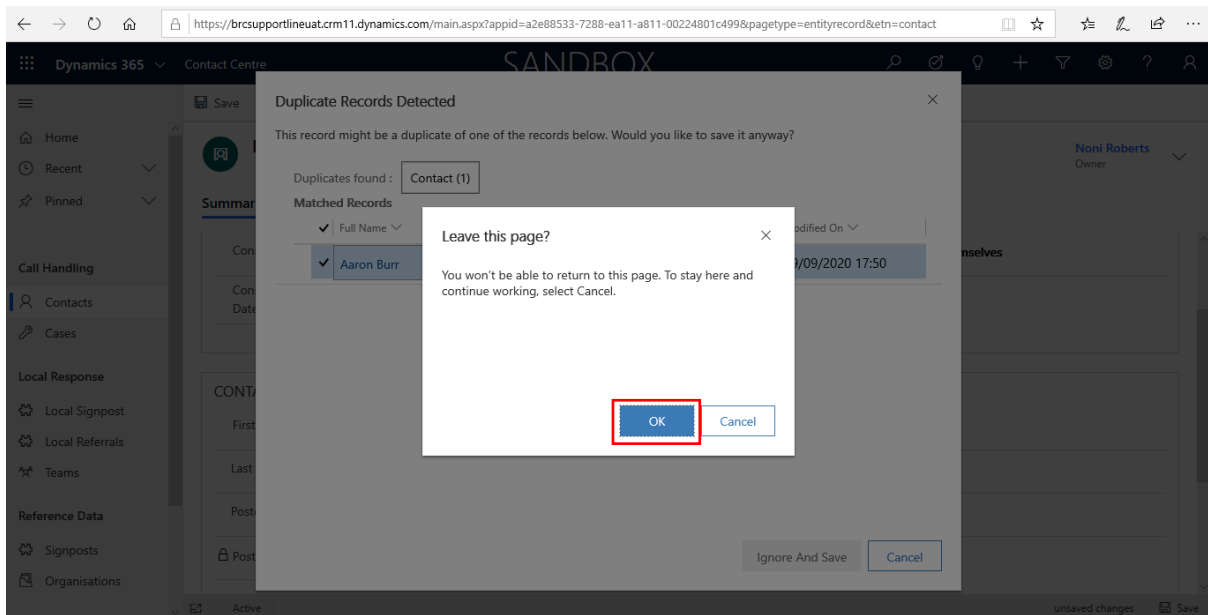 https://brcsupportlineuat.crm11.dynamics.com/main.aspx?appid=a2e88533-7288-ea11-a811-00224801c499&pagetype=entityrecord&etn=contact
Dynamics 365
Contact Centre
SANDBOX
Save
Duplicate Records Detected
This record might be a duplicate of one of the records below. Would you like to save it anyway?
Home
Recent
Pinned
Noni Roberts
Owner
Duplicates found :
Contact (1)
Summar
Matched Records
Full Name
odified On
Leave this page?
Con
Aaron Burr
9/09/2020 17:50
nselves
You won't be able to return to this page. To stay here and
continue working, select Cancel.
Call Handling
Con
Date
Contacts
Cases
Local Response
CONTA
Local Signpost
First
OK
Cancel
Local Referrals
Teams
Last
Reference Data
Post
Signposts
Post
Ignore And Save
Cancel
Organisations
Active
unsaved changes
Save